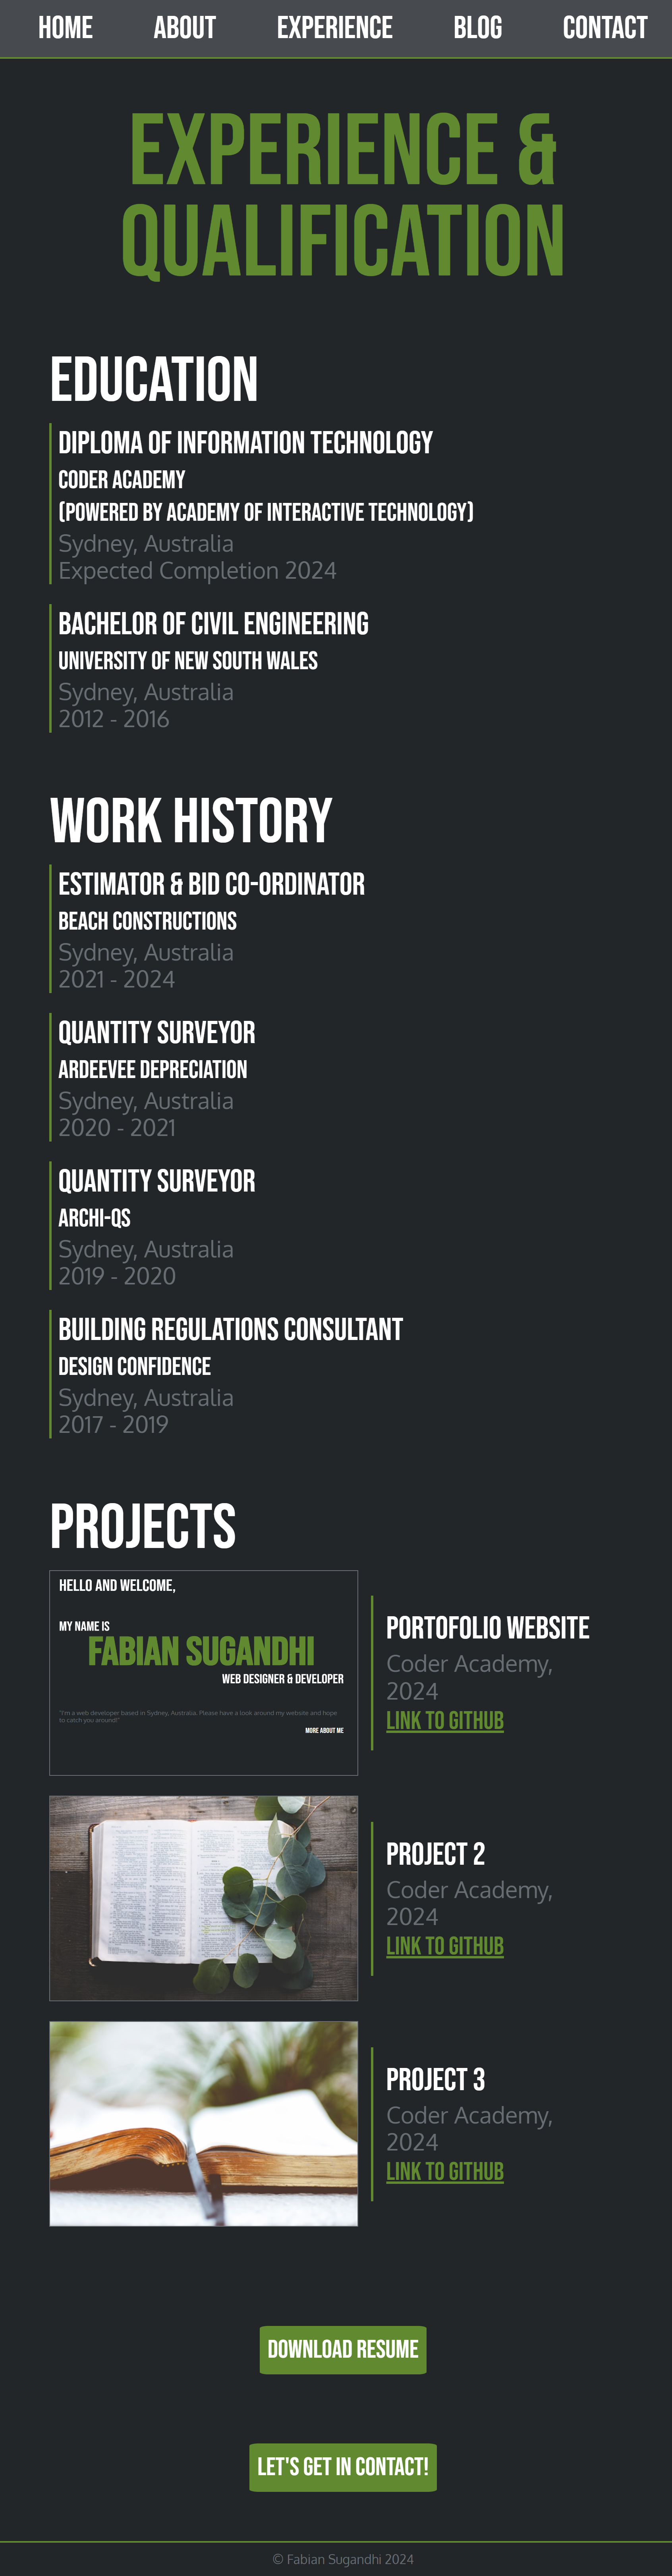 HOME ABOUT EXPERIENCE BLOG CONTACT
EXPERIENCE &
QUALIFICATION
EDUCATION
DIPLOMA OF INFORMATION TECHNOLOGY
CODER ACADEMY
(POWERED BY ACADEMY OF INTERACTIVE TECHNOLOGY)
Sydney, Australia
Expected Completion 2024
BACHELOR OF CIVIL ENGINEERING
UNIVERSITY OF NEW SOUTH WALES
Sydney, Australia
2012 - 2016
WORK HISTORY
ESTIMATOR & BID CO-ORDINATOR
BEACH CONSTRUCTIONS
Sydney, Australia
2021 - 2024
QUANTITY SURVEYOR
ARDEEVEE DEPRECIATION
Sydney, Australia
2020 - 2021
QUANTITY SURVEYOR
ARCHI-QS
Sydney, Australia
2019 - 2020
BUILDING REGULATIONS CONSULTANT
DESIGN CONFIDENCE
Sydney, Australia
2017 - 2019
PROJECTS
HELLO AND WELCOME,
MY NAME IS
FABIAN SUGANDHI
WEB DESIGNER & DEVELOPER
"I'm a web developer based in Sydney, Australia. Please have a look around my website and hope
to catch you around!"
MORE ABOUT ME
PORTOFOLIO WEBSITE
Coder Academy,
2024
LINK TO GITHUB
PROJECT 2
Coder Academy,
2024
LINK TO GITHUB
PROJECT 3
Coder Academy,
2024
LINK TO GITHUB
DOWNLOAD RESUME
LET'S GET IN CONTACT!
© Fabian Sugandhi 2024